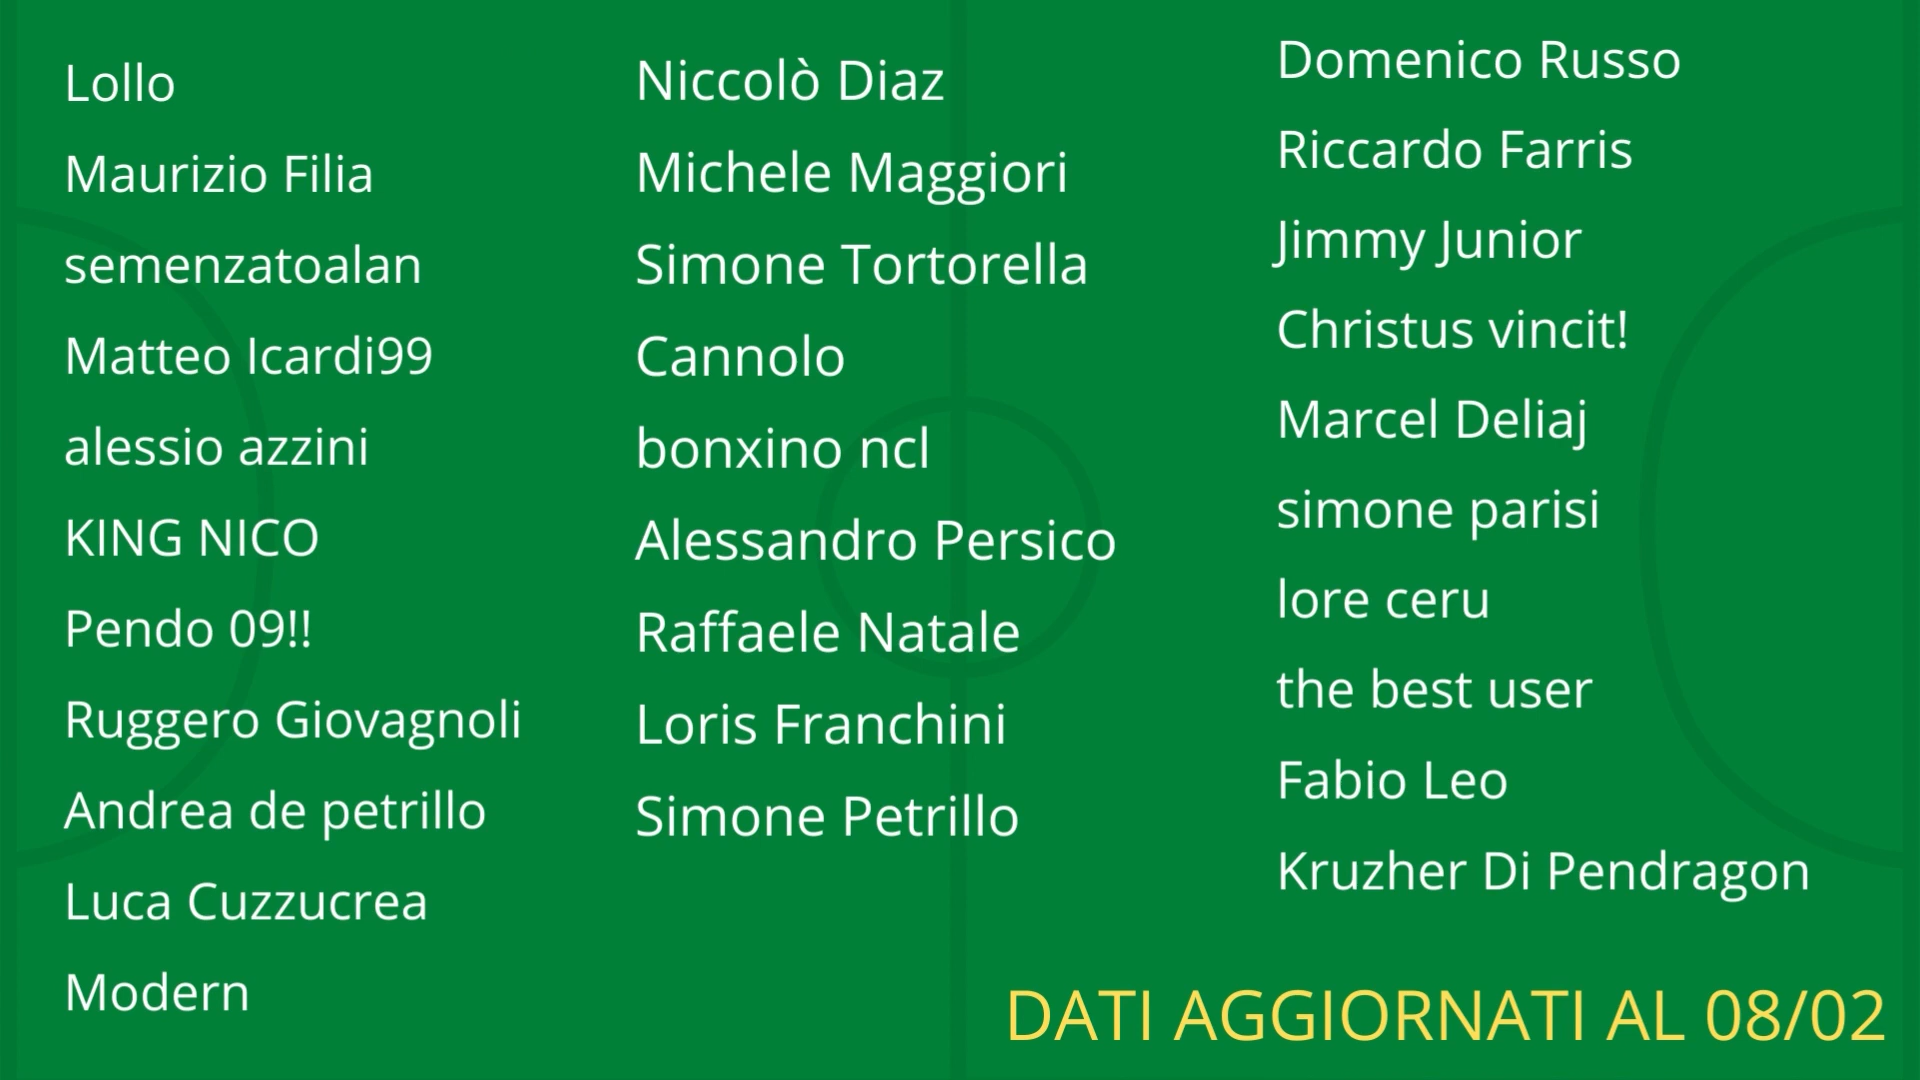 Lollo
Maurizio Filia
semenzatoalan
Matteo Icardi99
alessio azzini
KING NICO
Pendo 09!!
Ruggero Giovagnoli
Andrea de petrillo
Luca Cuzzucrea
Modern
Niccolò Diaz
Michele Maggiori
Simone Tortorella
Cannolo
bonxino ncl
Alessandro Persico
Raffaele Natale
Loris Franchini
Simone Petrillo
Domenico Russo
Riccardo Farris
Jimmy Junior
Christus vincit!
Marcel Deliaj
simone parisi
lore ceru
the best user
Fabio Leo
Kruzher Di Pendragon
DATI AGGIORNATI AL 08/02